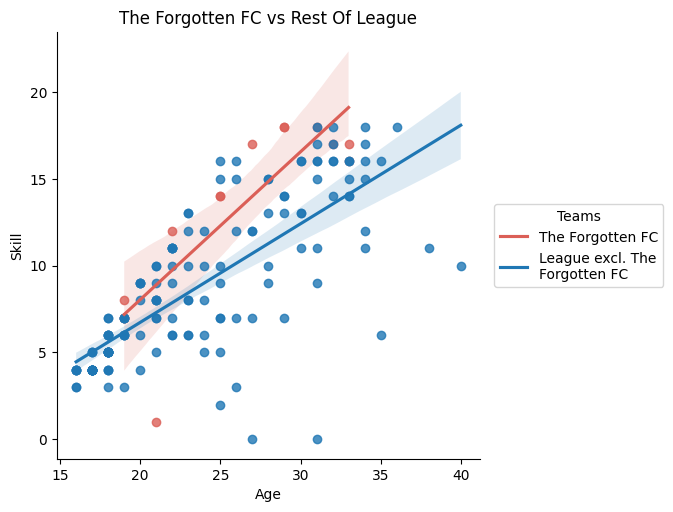 The Forgotten FC vs Rest Of League
Skill
20
15
10
5
0
15
20
25
30
35
40
Age
Teams
The Forgotten FC
League excl. The
Forgotten FC